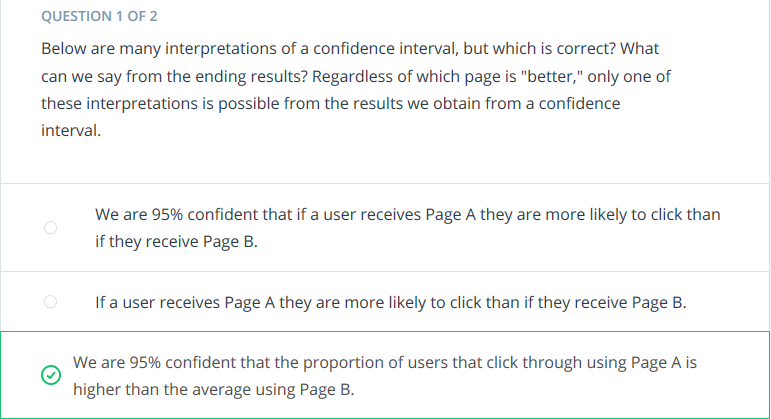 QUESTION 1 OF 2
Below are many interpretations of a confidence interval, but which is correct? What
can we say from the ending results? Regardless of which page is "better," only one of
these interpretations is possible from the results we obtain from a confidence
interval.
We are 95% confident that if a user receives Page A they are more likely to click than
if they receive Page B.
If a user receives Page A they are more likely to click than if they receive Page B.
We are 95% confident that the proportion of users that click through using Page A is
higher than the average using Page B.